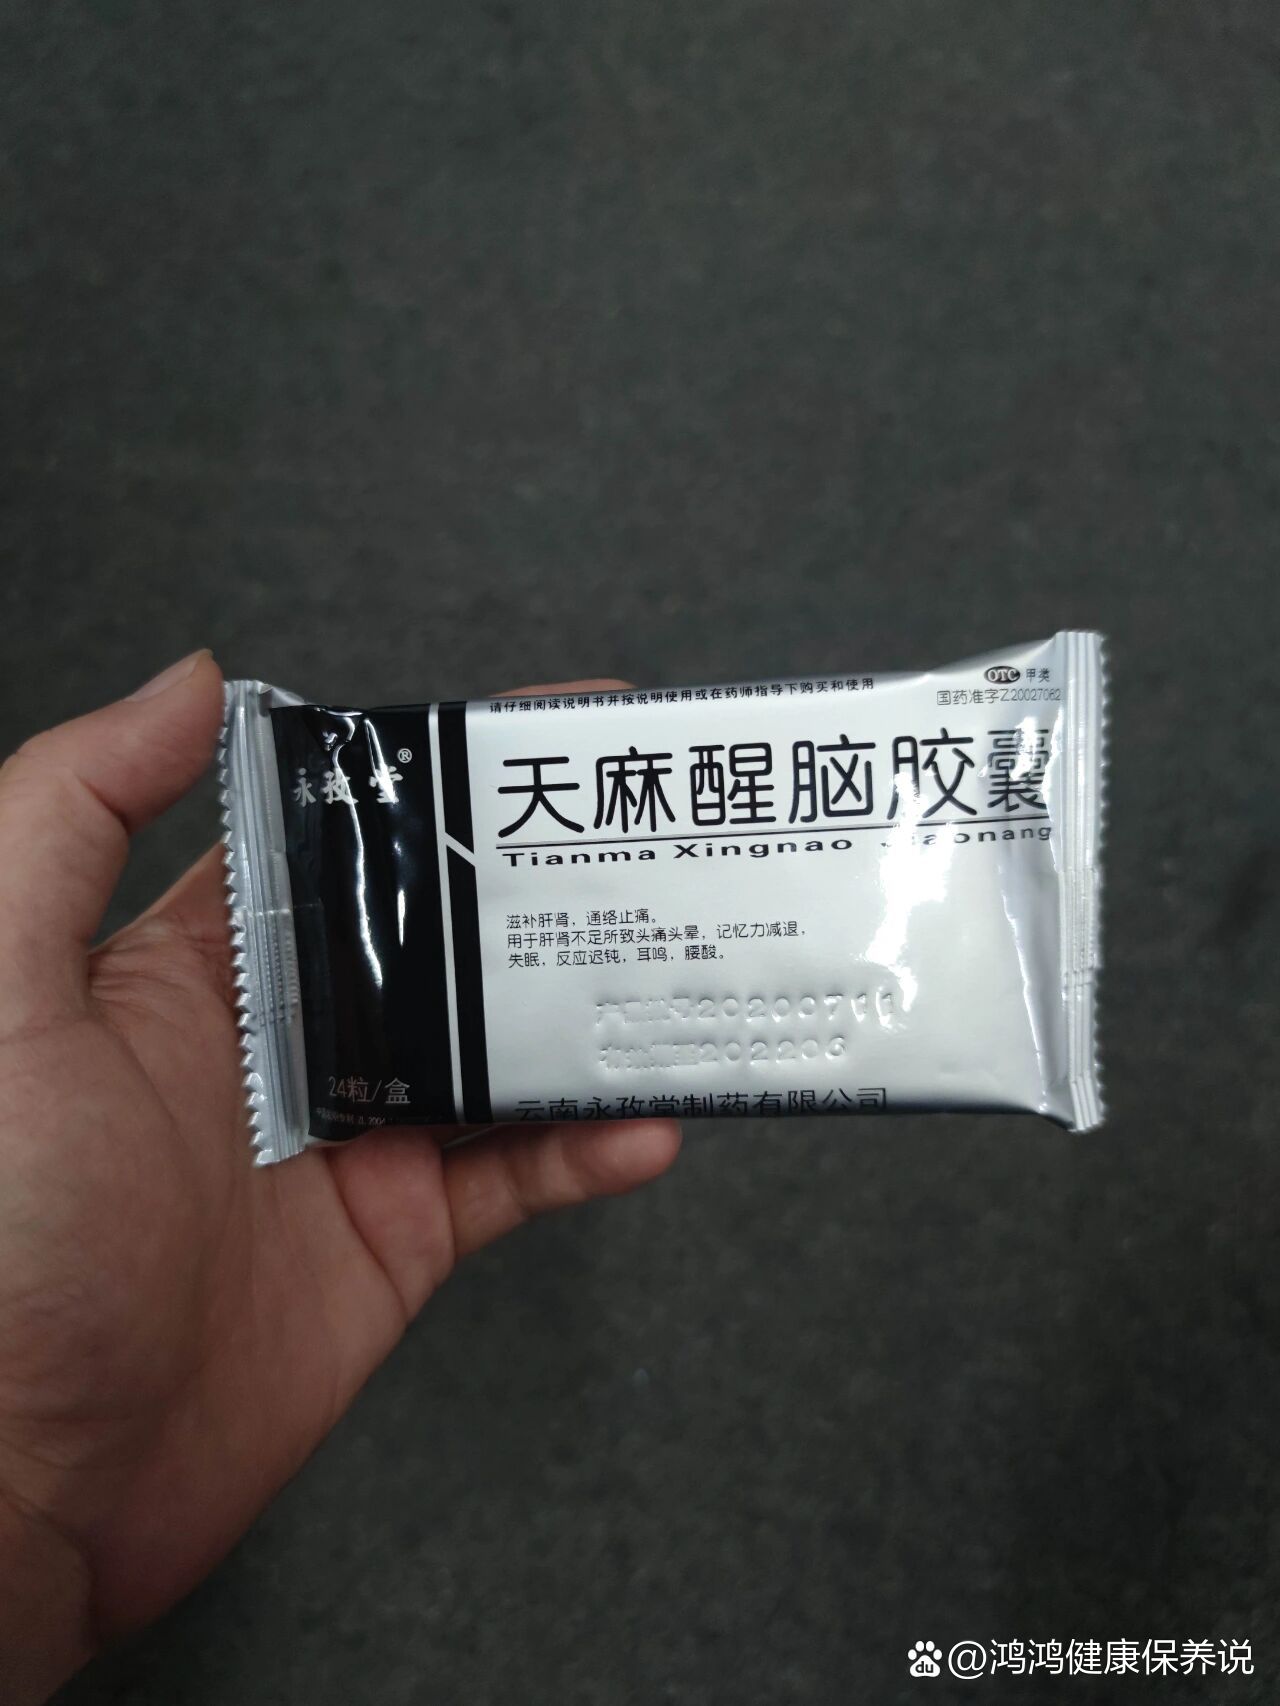 OTC 甲类
请仔细阅读说明书并按说明使用或在药师指导下购买和使用
国药准字Z20027062
永孜堂®
天麻醒脑胶囊
Tianma Xingnao Jiaonang
滋补肝肾，通络止痛。
用于肝肾不足所致头痛头晕，记忆力减退，
失眠，反应迟钝，耳鸣，腰酸。
20200711
202206
24粒/盒
云南永孜堂制药有限公司
@鸿鸿健康保养说